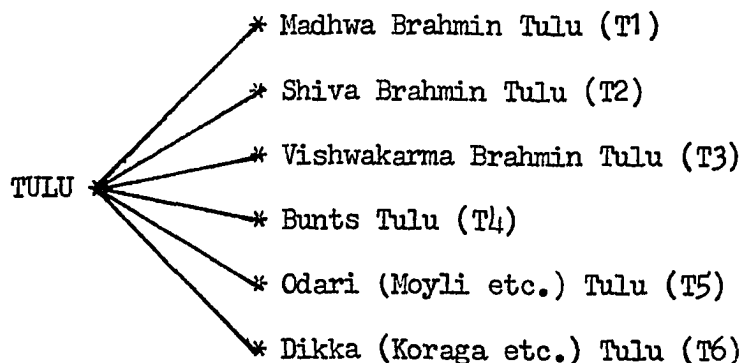 * Madhwa Brahmin Tulu (T1)
* Shiva Brahmin Tulu (T2)
* Vishwakarma Brahmin Tulu (T3)
TULU *
* Bunts Tulu (T4)
* Odari (Moyli etc.) Tulu (T5)
* Dikka (Koraga etc.) Tulu (T6)